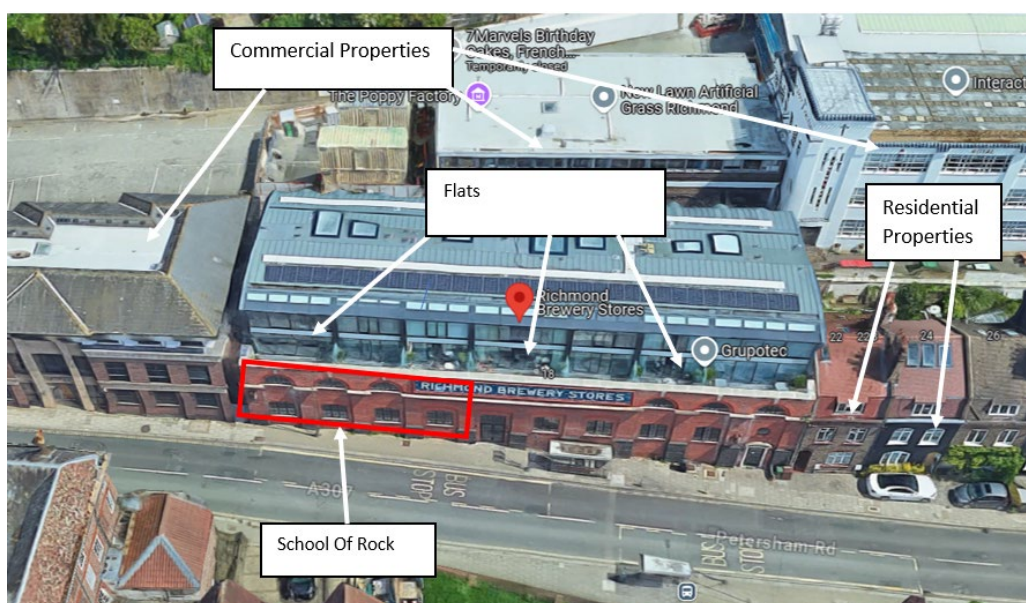 Commercial Properties
7Marvels Birthday
Cakes, French...
Temporarily closed
The Poppy Factory
New Lawn Artificial
Grass Richmond
Interact
Flats
Residential
Properties
Richmond
Brewery Stores
Grupotec
22
24
26
18
RICHMOND BREWERY STORES
A307
BUS
STOP
Petersham Rd
BUS
STOP
School Of Rock